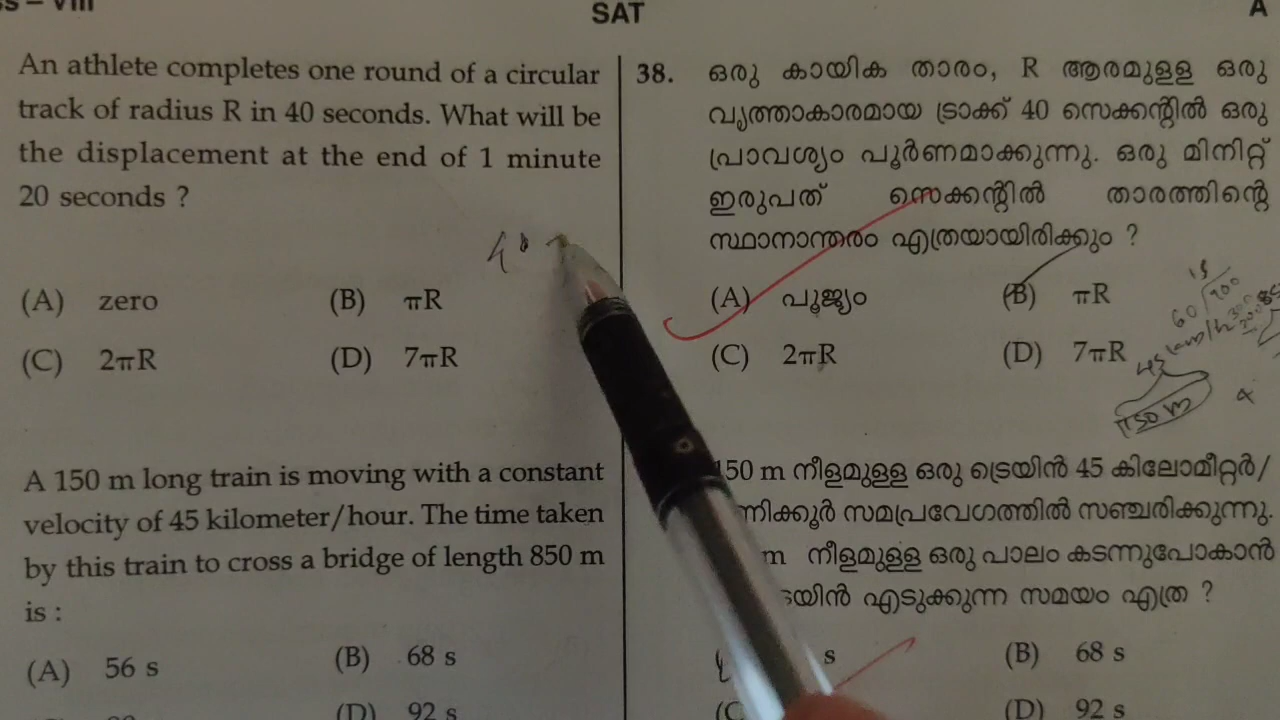 SAT
A
An athlete completes one round of a circular
track of radius R in 40 seconds. What will be
the displacement at the end of 1 minute
20 seconds ?
(A) zero (B) πR
(C) 2πR (D) 7πR
A 150 m long train is moving with a constant
velocity of 45 kilometer/hour. The time taken
by this train to cross a bridge of length 850 m
is :
(A) 56 s (B) 68 s
(D) 92 s
38. ഒരു കായിക താരം, R ആരമുള്ള ഒരു
വൃത്താകാരമായ ട്രാക്ക് 40 സെക്കന്റിൽ ഒരു
പ്രാവശ്യം പൂർണമാക്കുന്നു. ഒരു മിനിറ്റ്
ഇരുപത് സെക്കന്റിൽ താരത്തിന്റെ
സ്ഥാനാന്തരം എത്രയായിരിക്കും ?
(A) പൂജ്യം (B) πR
(C) 2πR (D) 7πR
15
60 900
45 km/h
150 m
150 m നീളമുള്ള ഒരു ട്രെയിൻ 45 കിലോമീറ്റർ/
സമപ്രവേഗത്തിൽ സഞ്ചരിക്കുന്നു.
m നീളമുള്ള ഒരു പാലം കടന്നുപോകാൻ
എടുക്കുന്ന സമയം എത്ര ?
s (B) 68 s
(D) 92 s